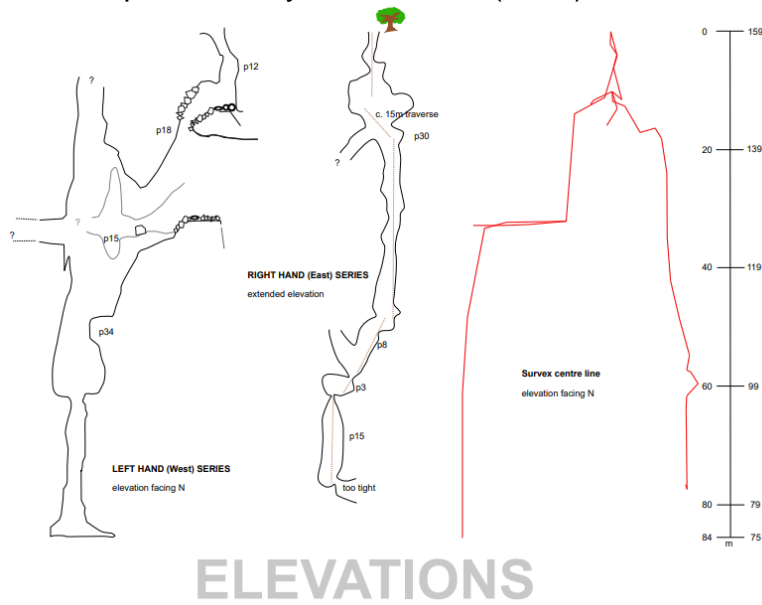 0 159
p12
c. 15m traverse
p18
p30
?
20 139
?
?
?
p15
40 119
RIGHT HAND (East) SERIES
extended elevation
p34
p8
Survex centre line
elevation facing N
p3
60 99
p15
LEFT HAND (West) SERIES
elevation facing N
too tight
80 79
84 75
m
ELEVATIONS